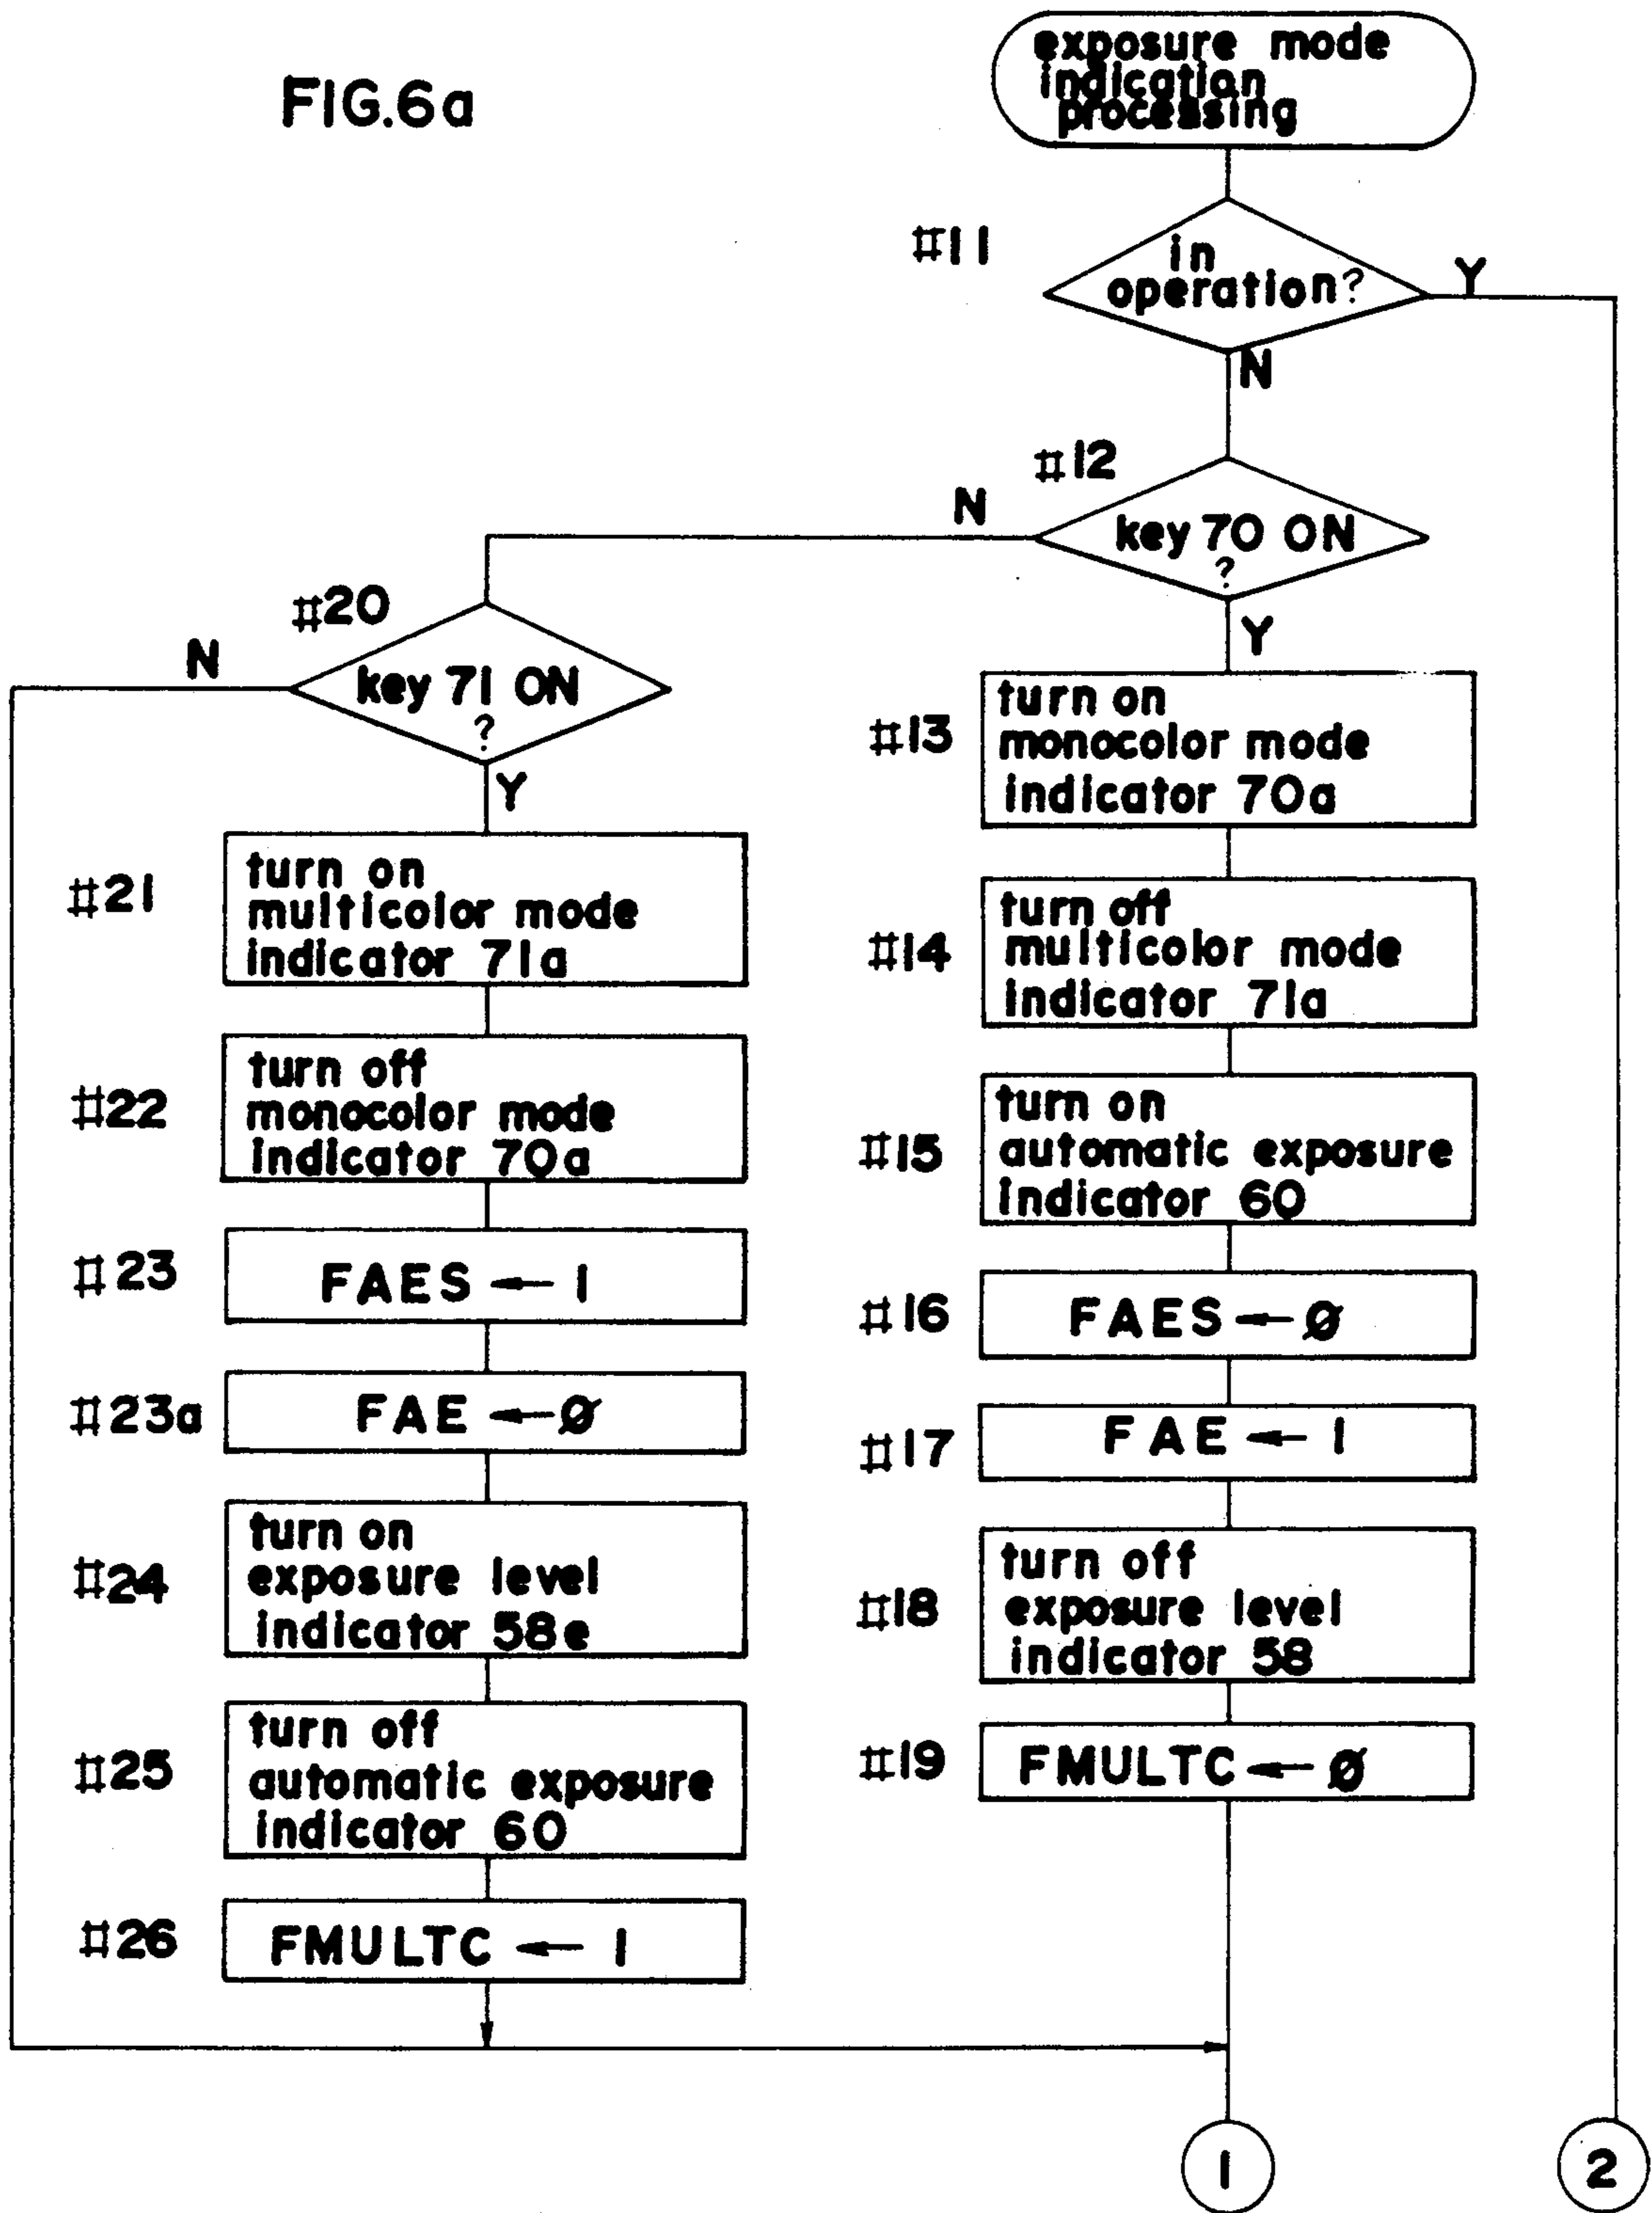 FIG.6a
exposure mode
indication
processing
#11
in
operation?
Y
N
#12
N
key 70 ON
?
Y
#20
N
key 71 ON
?
Y
#13
turn on
monocolor mode
indicator 70a
#14
turn off
multicolor mode
indicator 71a
#15
turn on
automatic exposure
indicator 60
#16
FAES ← Ø
#17
FAE ← 1
#18
turn off
exposure level
indicator 58
#19
FMULTC ← Ø
#21
turn on
multicolor mode
indicator 71a
#22
turn off
monocolor mode
indicator 70a
#23
FAES ← 1
#23a
FAE ← Ø
#24
turn on
exposure level
indicator 58e
#25
turn off
automatic exposure
indicator 60
#26
FMULTC ← 1
1
2